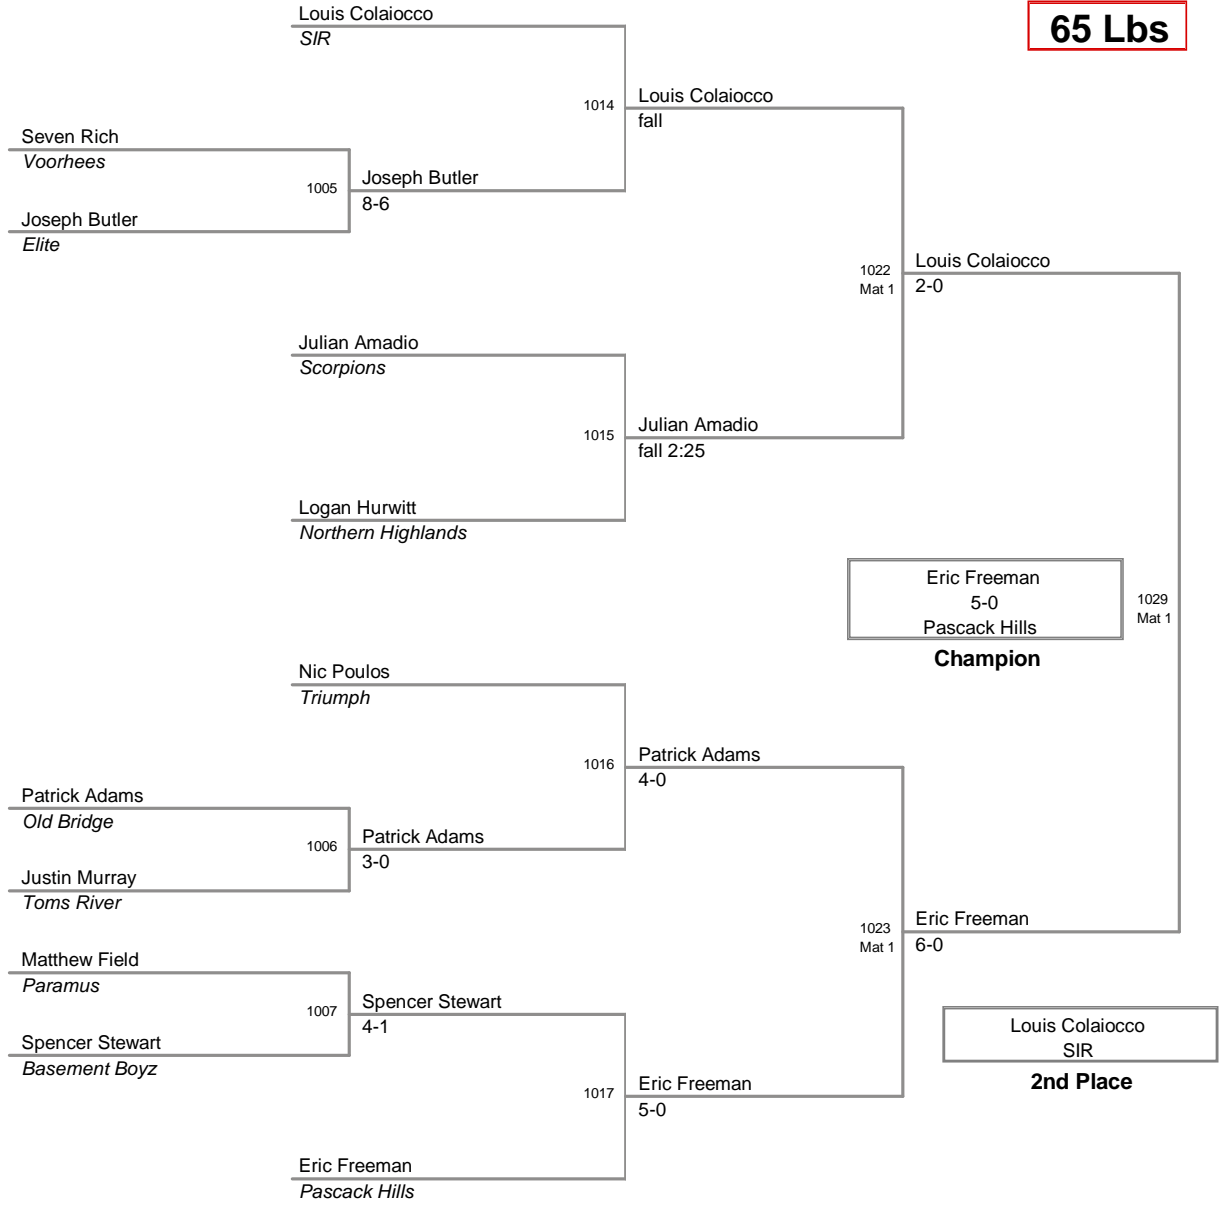 Louis Colaiocco
SIR
65 Lbs
1014
Louis Colaiocco
fall
Seven Rich
Voorhees
1005
Joseph Butler
8-6
Joseph Butler
Elite
1022
Mat 1
Louis Colaiocco
2-0
Julian Amadio
Scorpions
1015
Julian Amadio
fall 2:25
Logan Hurwitt
Northern Highlands
Eric Freeman
5-0
Pascack Hills
Champion
1029
Mat 1
Nic Poulos
Triumph
1016
Patrick Adams
4-0
Patrick Adams
Old Bridge
1006
Patrick Adams
3-0
Justin Murray
Toms River
1023
Mat 1
Eric Freeman
6-0
Matthew Field
Paramus
1007
Spencer Stewart
4-1
Spencer Stewart
Basement Boyz
Louis Colaiocco
SIR
2nd Place
1017
Eric Freeman
5-0
Eric Freeman
Pascack Hills